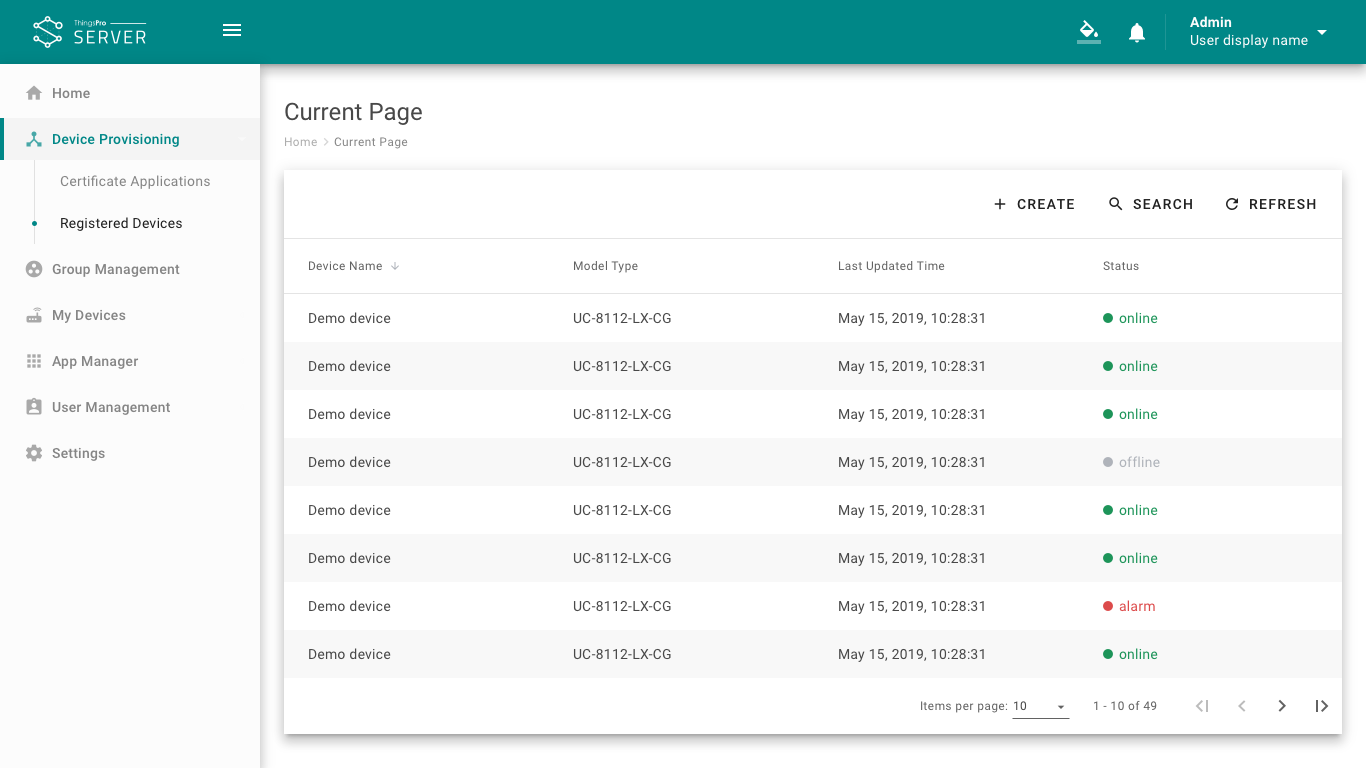 ThingsPro
SERVER
Admin
User display name
Home
Device Provisioning
Certificate Applications
Registered Devices
Group Management
My Devices
App Manager
User Management
Settings
Current Page
Home Current Page
CREATE SEARCH REFRESH
Device Name Model Type Last Updated Time Status
Demo device UC-8112-LX-CG May 15, 2019, 10:28:31 online
Demo device UC-8112-LX-CG May 15, 2019, 10:28:31 online
Demo device UC-8112-LX-CG May 15, 2019, 10:28:31 online
Demo device UC-8112-LX-CG May 15, 2019, 10:28:31 offline
Demo device UC-8112-LX-CG May 15, 2019, 10:28:31 online
Demo device UC-8112-LX-CG May 15, 2019, 10:28:31 online
Demo device UC-8112-LX-CG May 15, 2019, 10:28:31 alarm
Demo device UC-8112-LX-CG May 15, 2019, 10:28:31 online
Items per page: 10 1 - 10 of 49